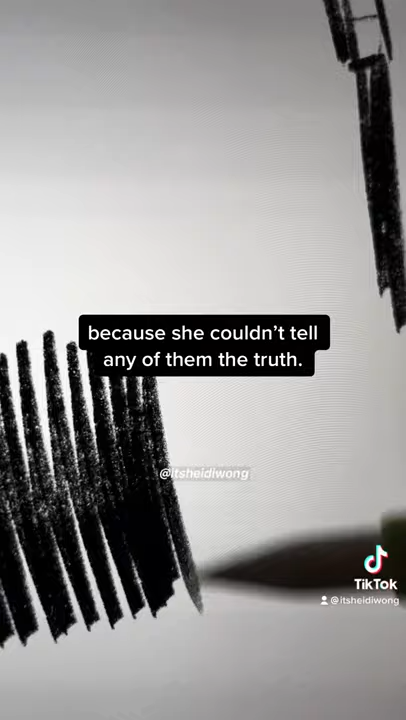 because she couldn't tell
any of them the truth.
@itsheidiwong
TikTok
@itsheidiwong